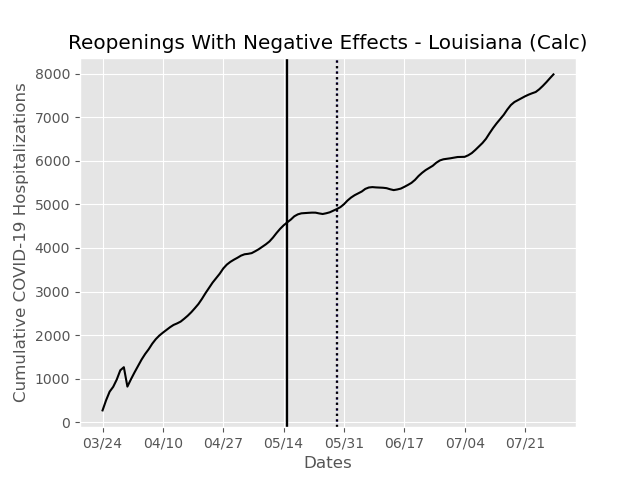 Reopenings With Negative Effects - Louisiana (Calc)
Cumulative COVID-19 Hospitalizations
8000
7000
6000
5000
4000
3000
2000
1000
0
03/24 04/10 04/27 05/14 05/31 06/17 07/04 07/21
Dates